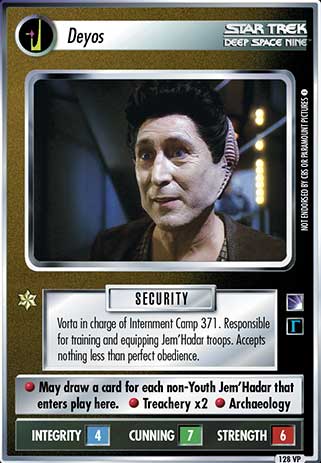 Deyos
STAR TREK
DEEP SPACE NINE
NOT ENDORSED BY CBS OR PARAMOUNT PICTURES
SECURITY
Vorta in charge of Internment Camp 371. Responsible
for training and equipping Jem'Hadar troops. Accepts
nothing less than perfect obedience.
May draw a card for each non-Youth Jem'Hadar that
enters play here. • Treachery x2 • Archaeology
INTEGRITY 4 CUNNING 7 STRENGTH 6
128 VP